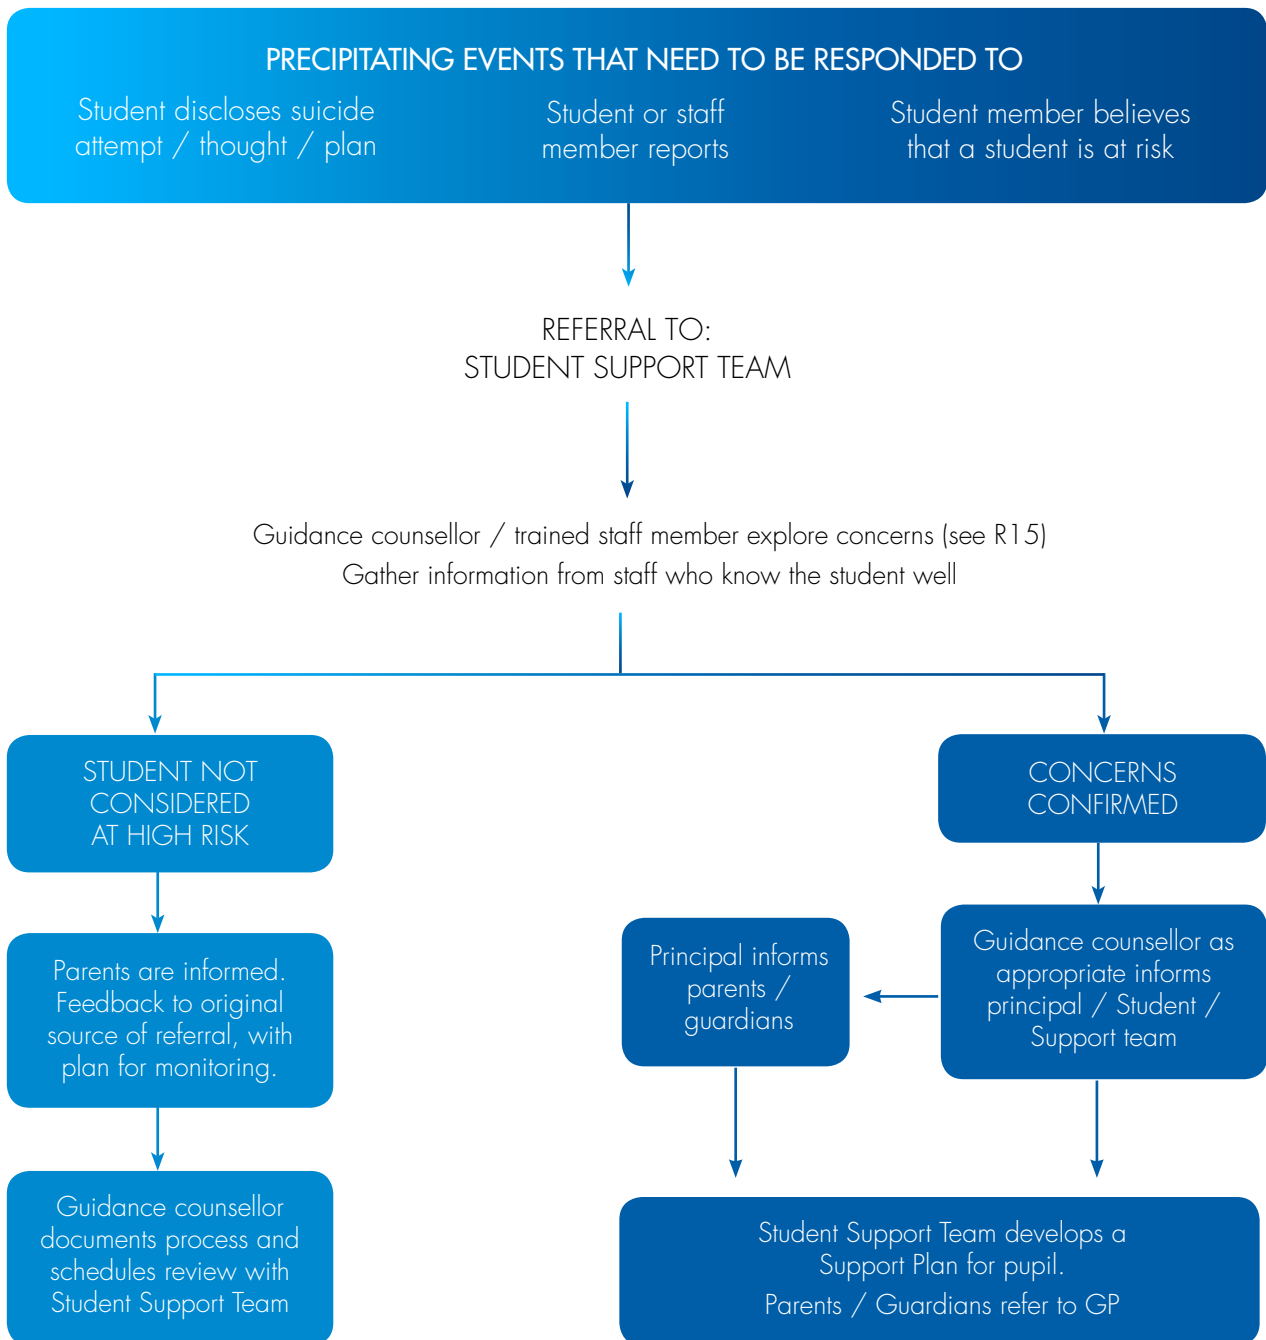 PRECIPITATING EVENTS THAT NEED TO BE RESPONDED TO
Student discloses suicide
attempt / thought / plan
Student or staff
member reports
Student member believes
that a student is at risk
REFERRAL TO:
STUDENT SUPPORT TEAM
Guidance counsellor / trained staff member explore concerns (see R15)
Gather information from staff who know the student well
STUDENT NOT
CONSIDERED
AT HIGH RISK
Parents are informed.
Feedback to original
source of referral, with
plan for monitoring.
Guidance counsellor
documents process and
schedules review with
Student Support Team
CONCERNS
CONFIRMED
Guidance counsellor as
appropriate informs
principal / Student /
Support team
Principal informs
parents /
guardians
Student Support Team develops a
Support Plan for pupil.
Parents / Guardians refer to GP